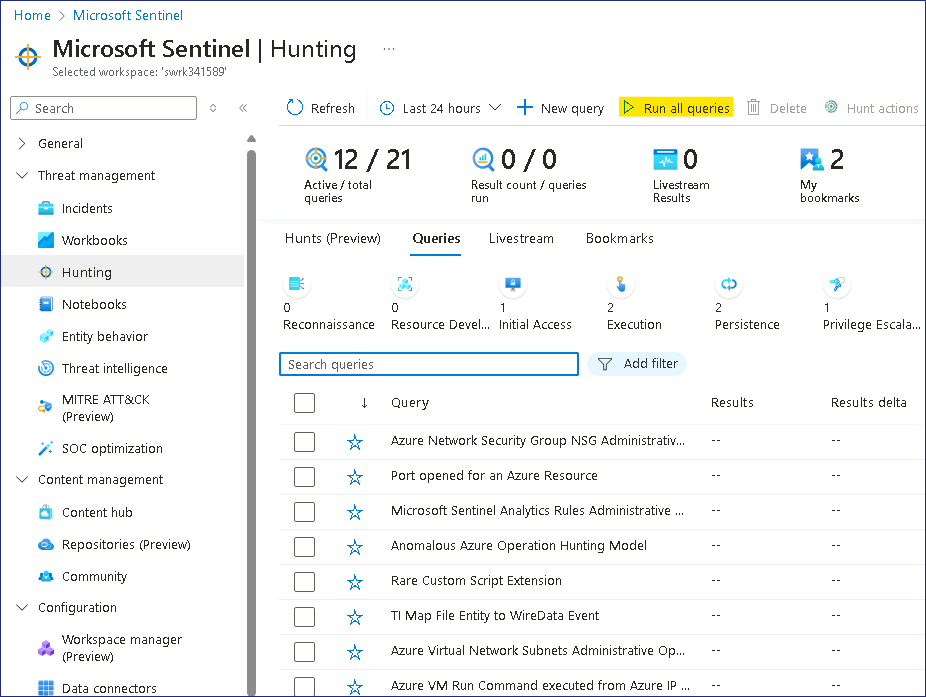 Home > Microsoft Sentinel
Microsoft Sentinel | Hunting ...
Selected workspace: 'swrk341589'
Search
General
Threat management
Incidents
Workbooks
Hunting
Notebooks
Entity behavior
Threat intelligence
MITRE ATT&CK
(Preview)
SOC optimization
Content management
Content hub
Repositories (Preview)
Community
Configuration
Workspace manager
(Preview)
Data connectors
Refresh Last 24 hours New query Run all queries Delete Hunt actions
12 / 21
Active / total
queries
0 / 0
Result count / queries
run
0
Livestream
Results
2
My
bookmarks
Hunts (Preview) Queries Livestream Bookmarks
0
Reconnaissance
0
Resource Devel...
1
Initial Access
2
Execution
2
Persistence
1
Privilege Escala...
Search queries
Add filter
↓ Query Results Results delta
Azure Network Security Group NSG Administrativ... -- --
Port opened for an Azure Resource -- --
Microsoft Sentinel Analytics Rules Administrative ... -- --
Anomalous Azure Operation Hunting Model -- --
Rare Custom Script Extension -- --
TI Map File Entity to WireData Event -- --
Azure Virtual Network Subnets Administrative Op... -- --
Azure VM Run Command executed from Azure IP ... -- --